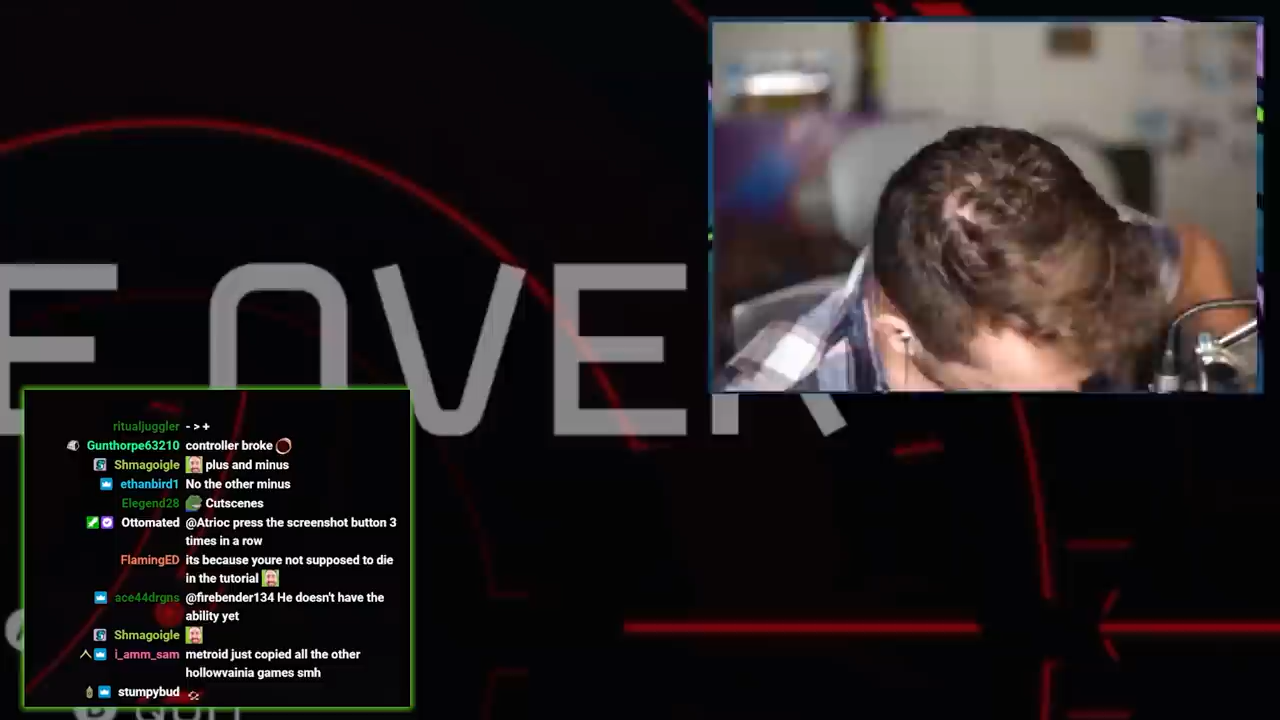 E OVER
ritualjuggler - > +
Gunthorpe63210 controller broke
Shmagoigle plus and minus
ethanbird1 No the other minus
Elegend28 Cutscenes
Ottomated @Atrioc press the screenshot button 3
times in a row
FlamingED its because youre not supposed to die
in the tutorial
ace44drgns @firebender134 He doesn't have the
ability yet
Shmagoigle
i_amm_sam metroid just copied all the other
hollowvainia games smh
stumpybud
QUIT